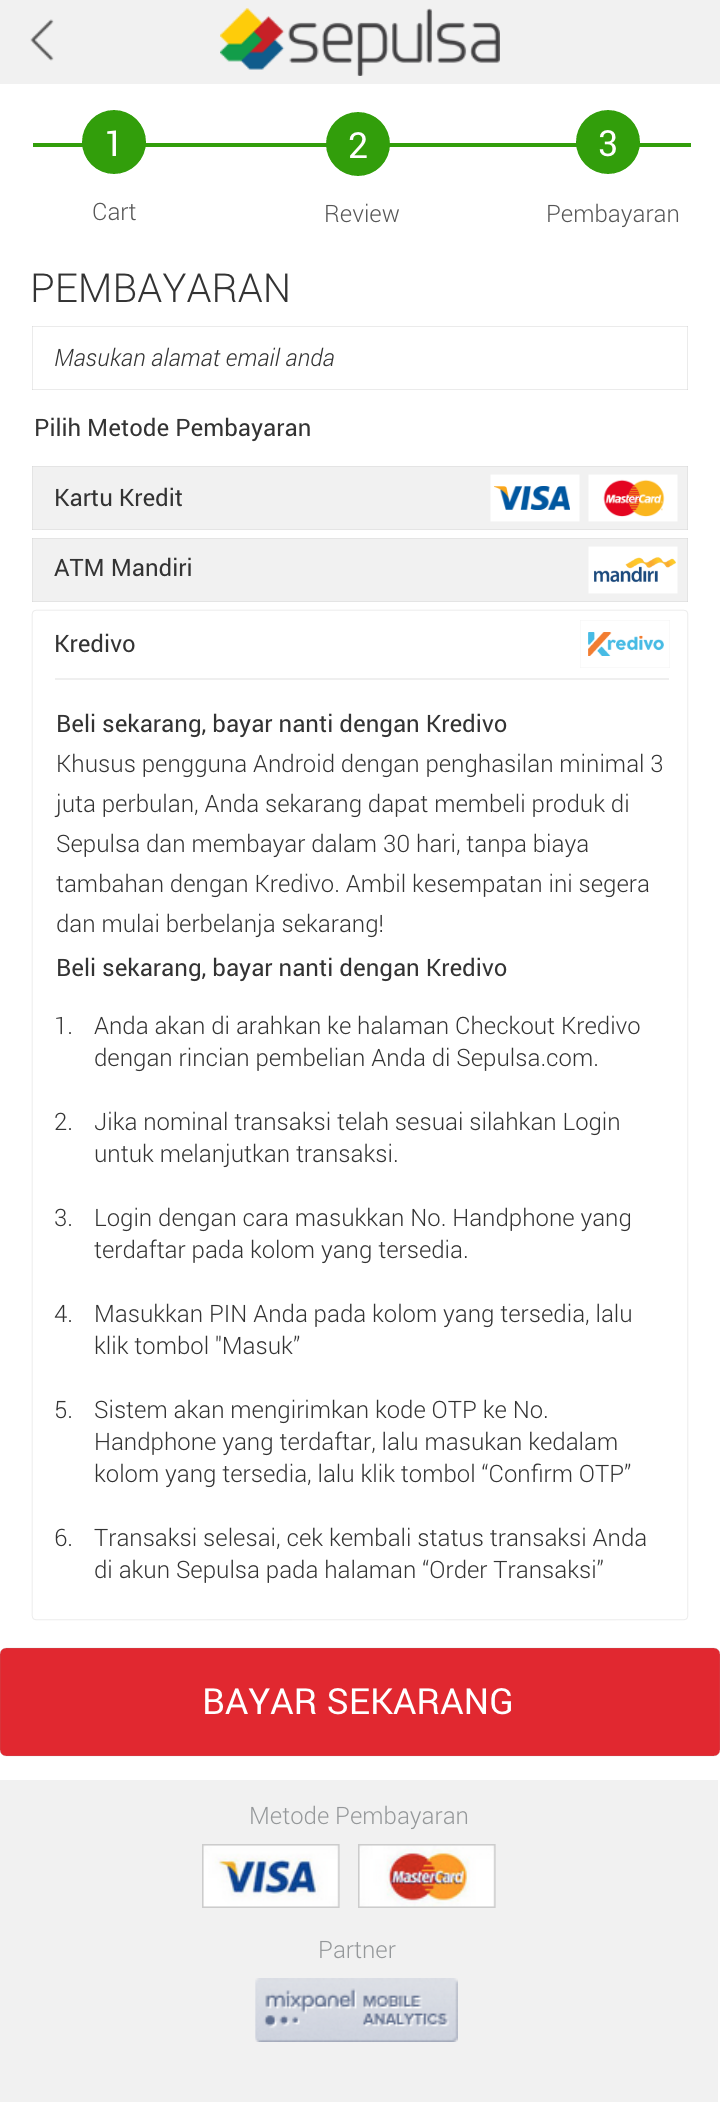 sepulsa
1
2
3
Cart
Review
Pembayaran
PEMBAYARAN
Masukan alamat email anda
Pilih Metode Pembayaran
Kartu Kredit
VISA
MasterCard
ATM Mandiri
mandiri
Kredivo
Kredivo
Beli sekarang, bayar nanti dengan Kredivo
Khusus pengguna Android dengan penghasilan minimal 3
juta perbulan, Anda sekarang dapat membeli produk di
Sepulsa dan membayar dalam 30 hari, tanpa biaya
tambahan dengan Kredivo. Ambil kesempatan ini segera
dan mulai berbelanja sekarang!
Beli sekarang, bayar nanti dengan Kredivo
1. Anda akan di arahkan ke halaman Checkout Kredivo
dengan rincian pembelian Anda di Sepulsa.com.
2. Jika nominal transaksi telah sesuai silahkan Login
untuk melanjutkan transaksi.
3. Login dengan cara masukkan No. Handphone yang
terdaftar pada kolom yang tersedia.
4. Masukkan PIN Anda pada kolom yang tersedia, lalu
klik tombol "Masuk”
5. Sistem akan mengirimkan kode OTP ke No.
Handphone yang terdaftar, lalu masukan kedalam
kolom yang tersedia, lalu klik tombol “Confirm OTP”
6. Transaksi selesai, cek kembali status transaksi Anda
di akun Sepulsa pada halaman “Order Transaksi”
BAYAR SEKARANG
Metode Pembayaran
VISA
MasterCard
Partner
mixpanel MOBILE
ANALYTICS